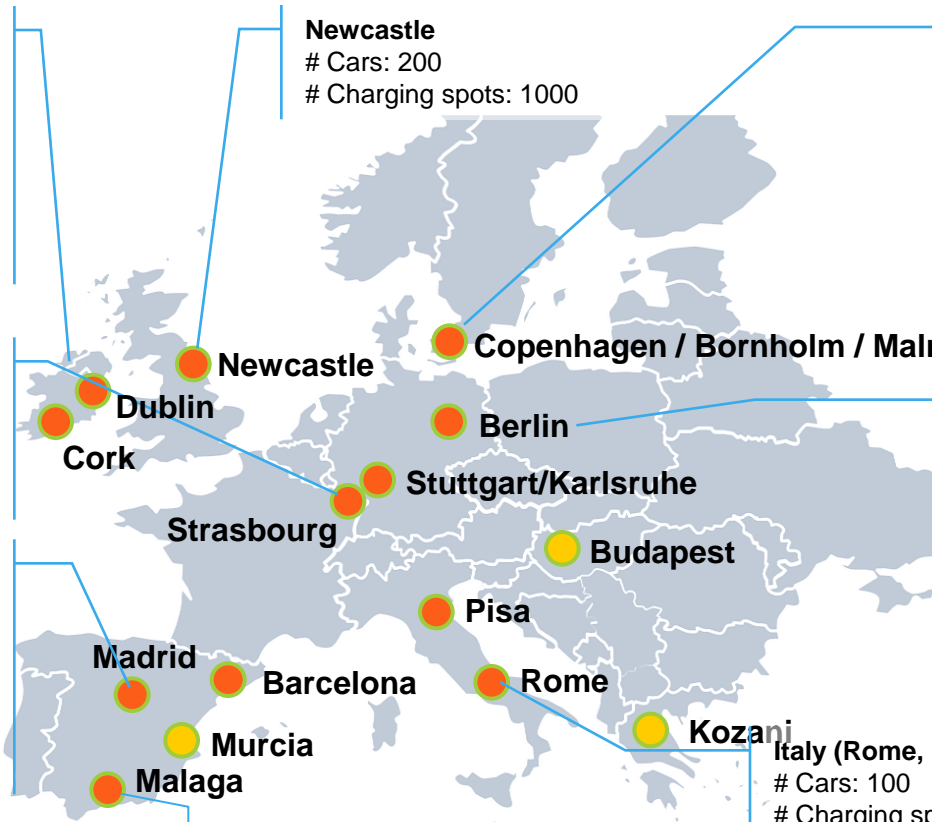 Newcastle
# Cars: 200
# Charging spots: 1000
Copenhagen / Bornholm /
Newcastle
Dublin
Berlin
Cork
Stuttgart/Karlsruhe
Strasbourg
Budapest
Pisa
Madrid
Barcelona
Rome
Murcia
Kozani
Malaga
Italy (Rome,
# Cars: 100
# Charging